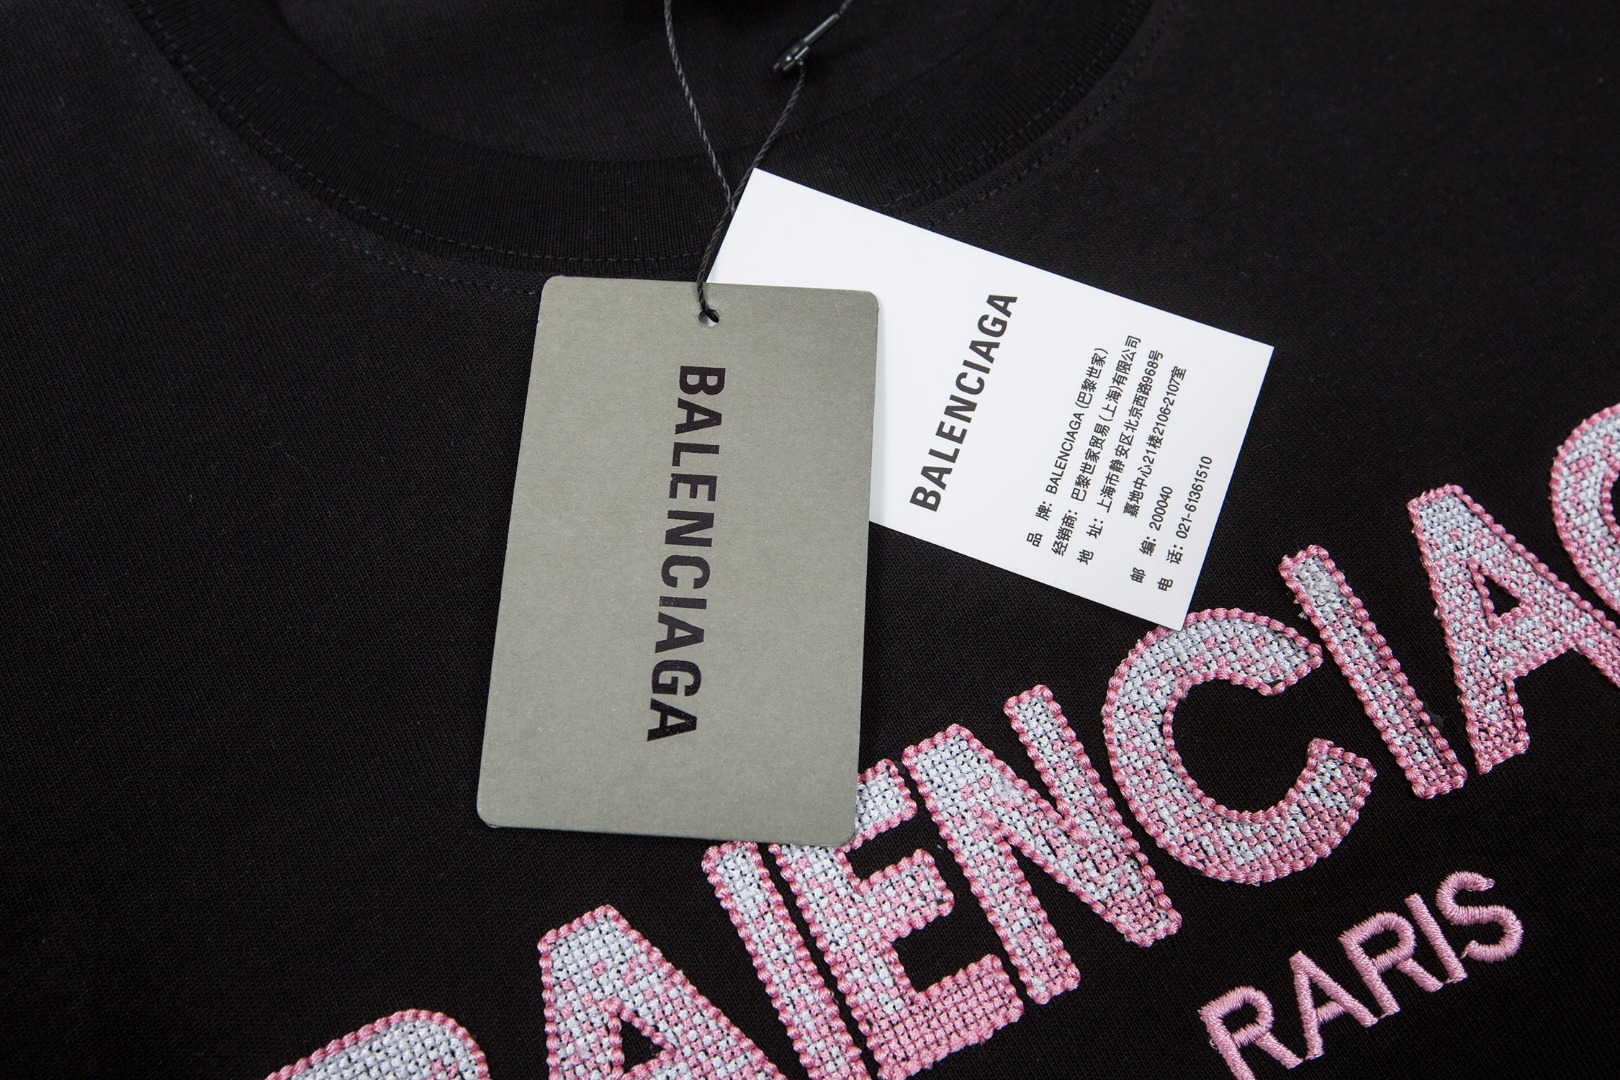 BALENCIAGA
BALENCIAGA
品 牌: BALENCIAGA (巴黎世家)
经销商: 巴黎世家贸易(上海)有限公司
地 址: 上海市静安区北京西路968号
嘉地中心21楼2106-2107室
邮 编: 200040
电 话: 021-61361510
BALENCIAG
RARIS